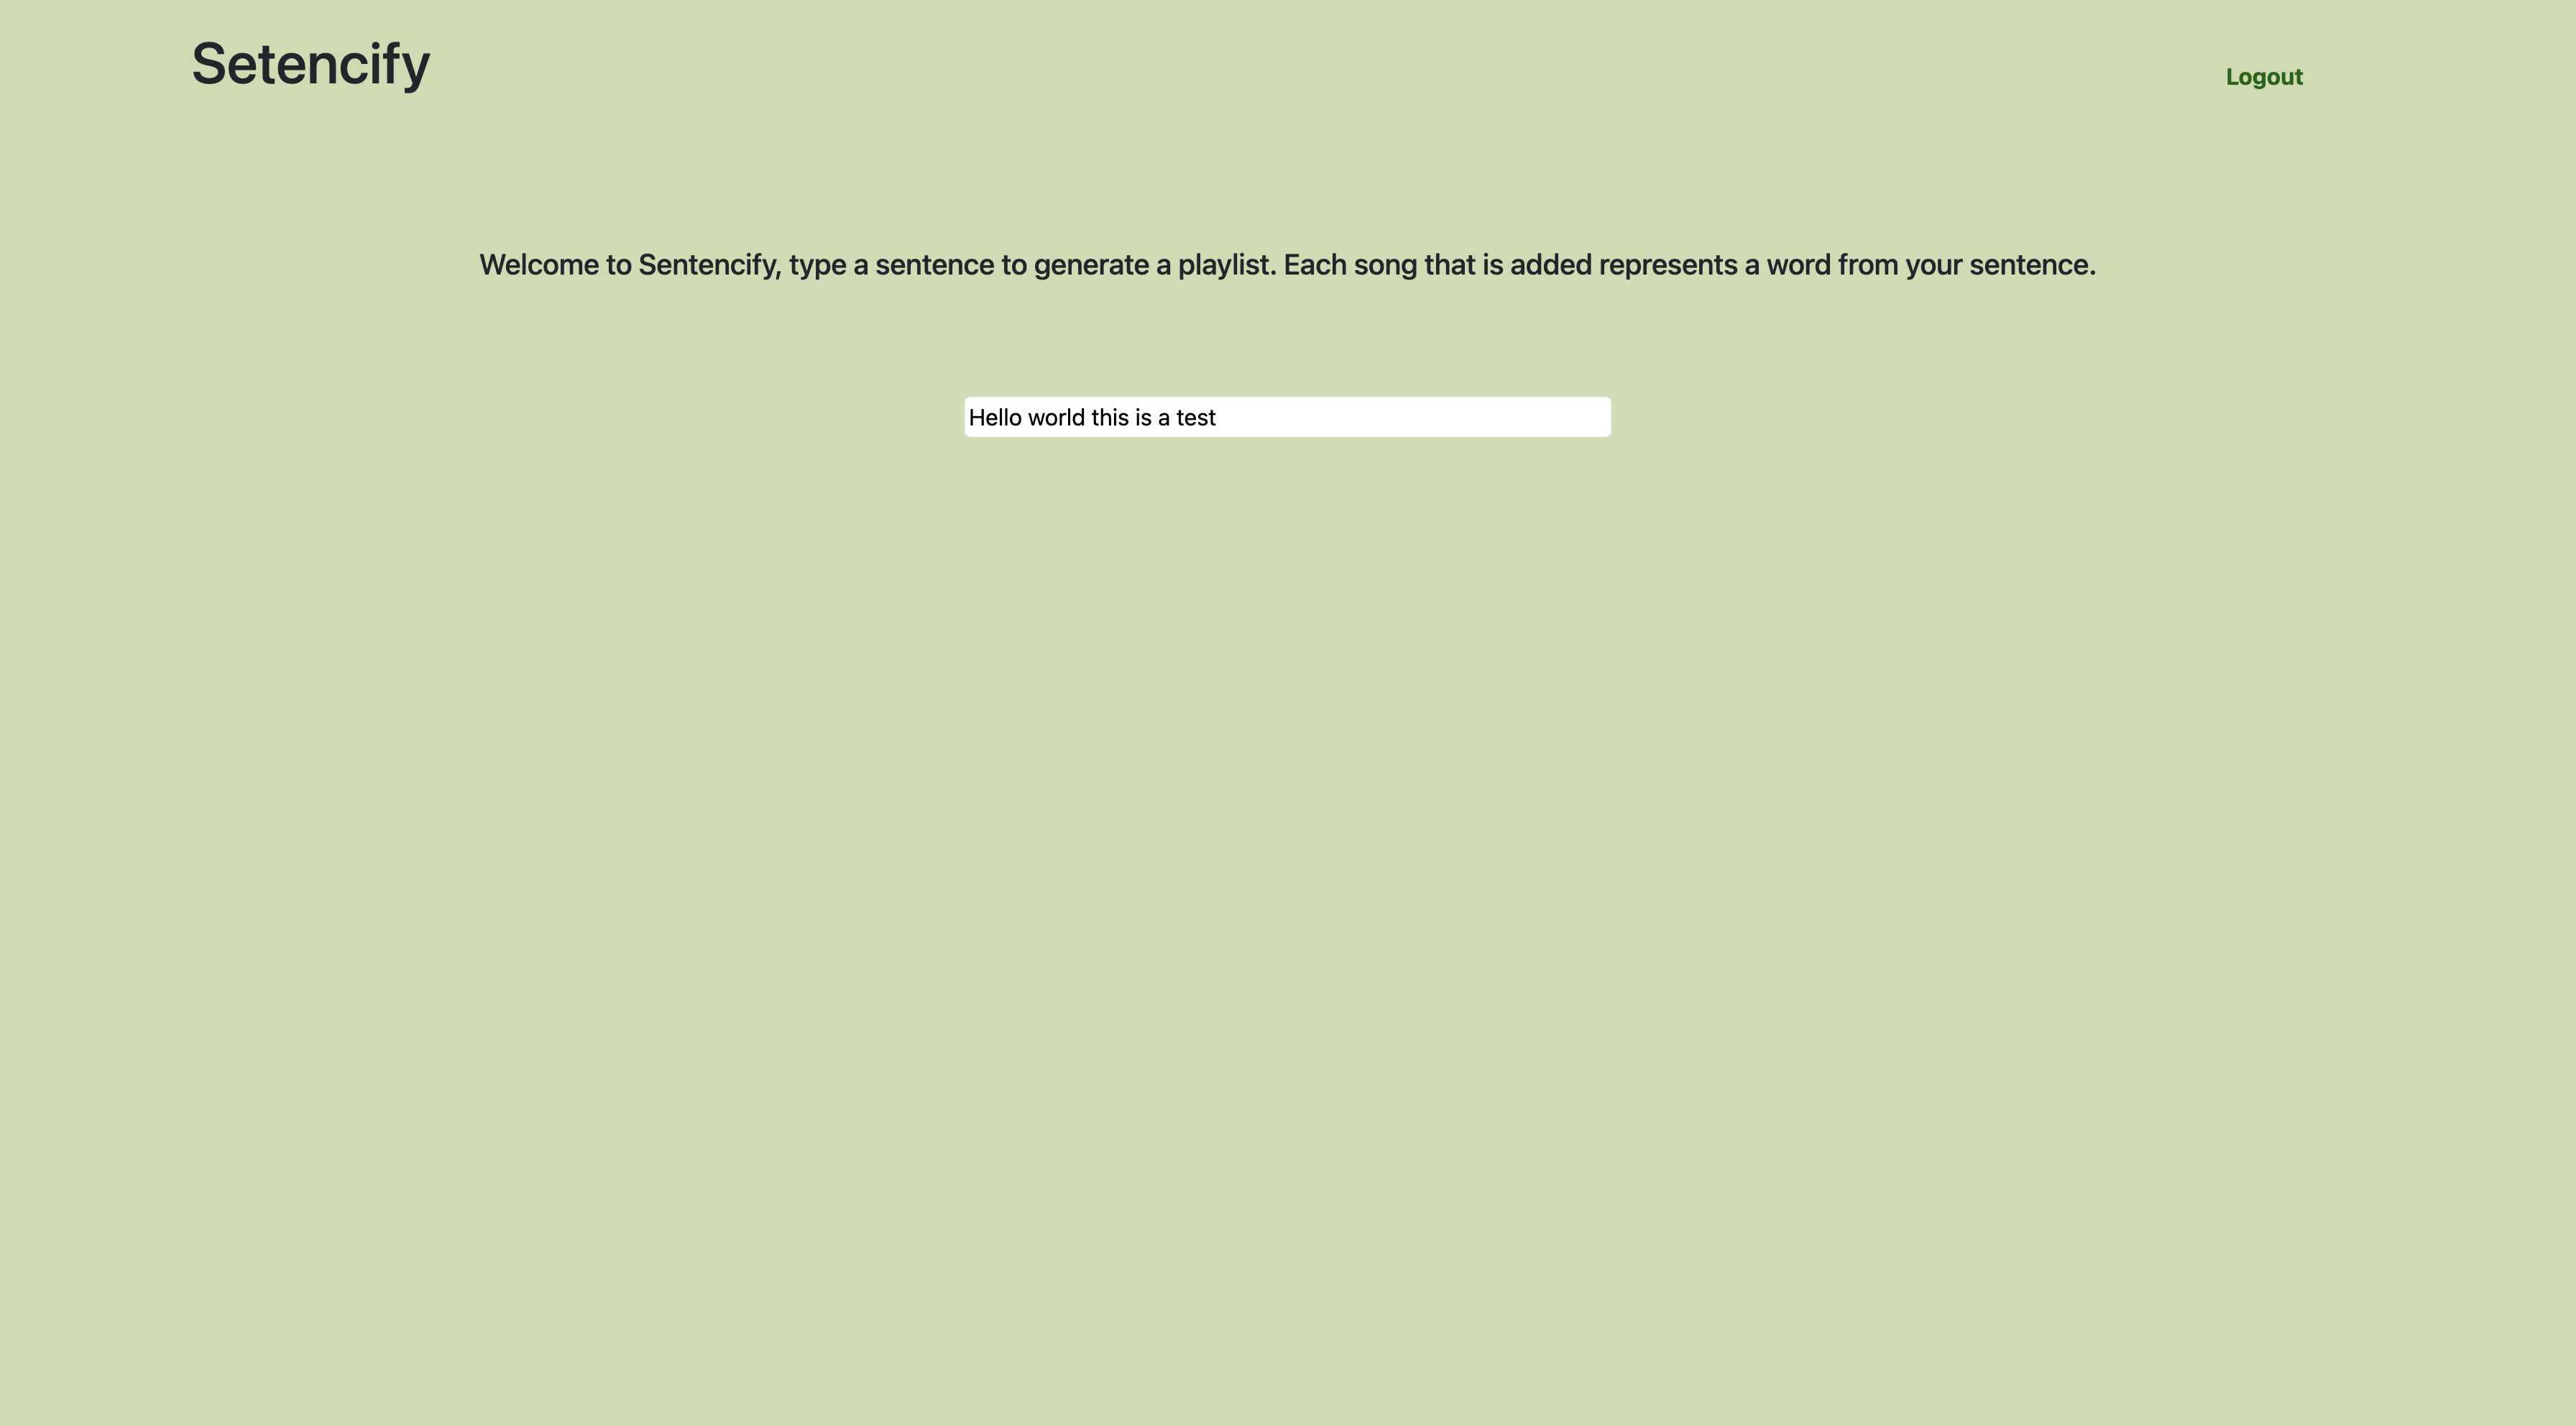 Setencify
Logout
Welcome to Sentencify, type a sentence to generate a playlist. Each song that is added represents a word from your sentence.
Hello world this is a test